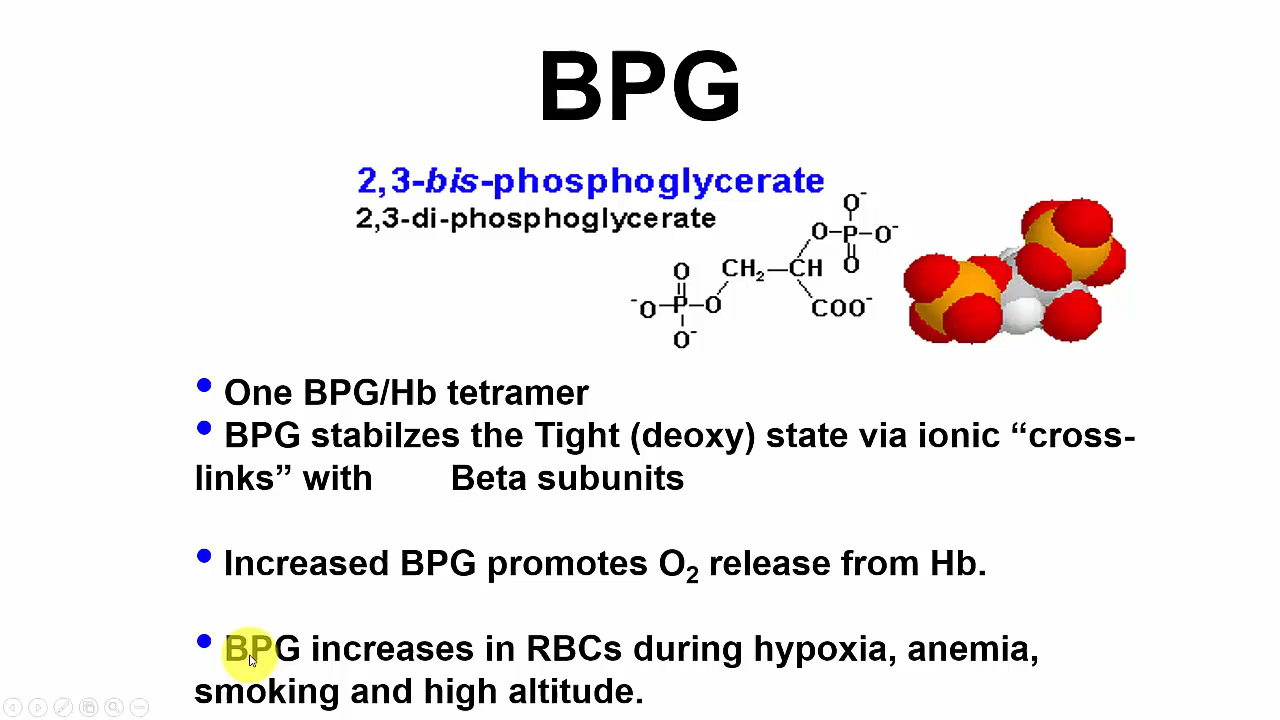 BPG
2,3-bis-phosphoglycerate
2,3-di-phosphoglycerate
O⁻
O–P–O⁻
O
O
CH₂–CH
⁻O–P–O
COO⁻
O⁻
• One BPG/Hb tetramer
• BPG stabilzes the Tight (deoxy) state via ionic “cross-
links” with Beta subunits
• Increased BPG promotes O₂ release from Hb.
• BPG increases in RBCs during hypoxia, anemia,
smoking and high altitude.